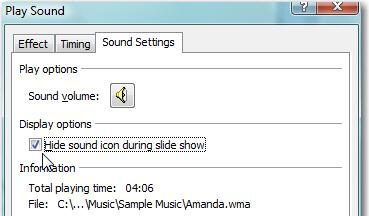 Play Sound
Effect Timing Sound Settings
Play options
Sound volume:
Display options
Hide sound icon during slide show
Information
Total playing time: 04:06
File: C:\...\Music\Sample Music\Amanda.wma